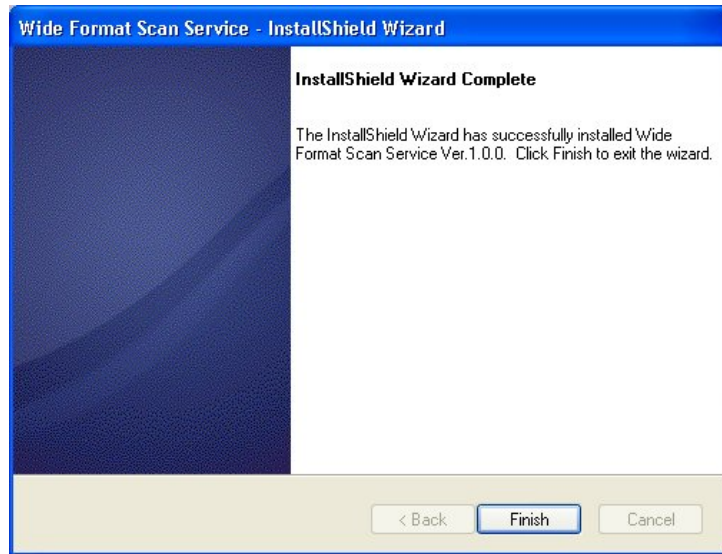 Wide Format Scan Service - InstallShield Wizard
InstallShield Wizard Complete
The InstallShield Wizard has successfully installed Wide
Format Scan Service Ver.1.0.0. Click Finish to exit the wizard.
< Back Finish Cancel